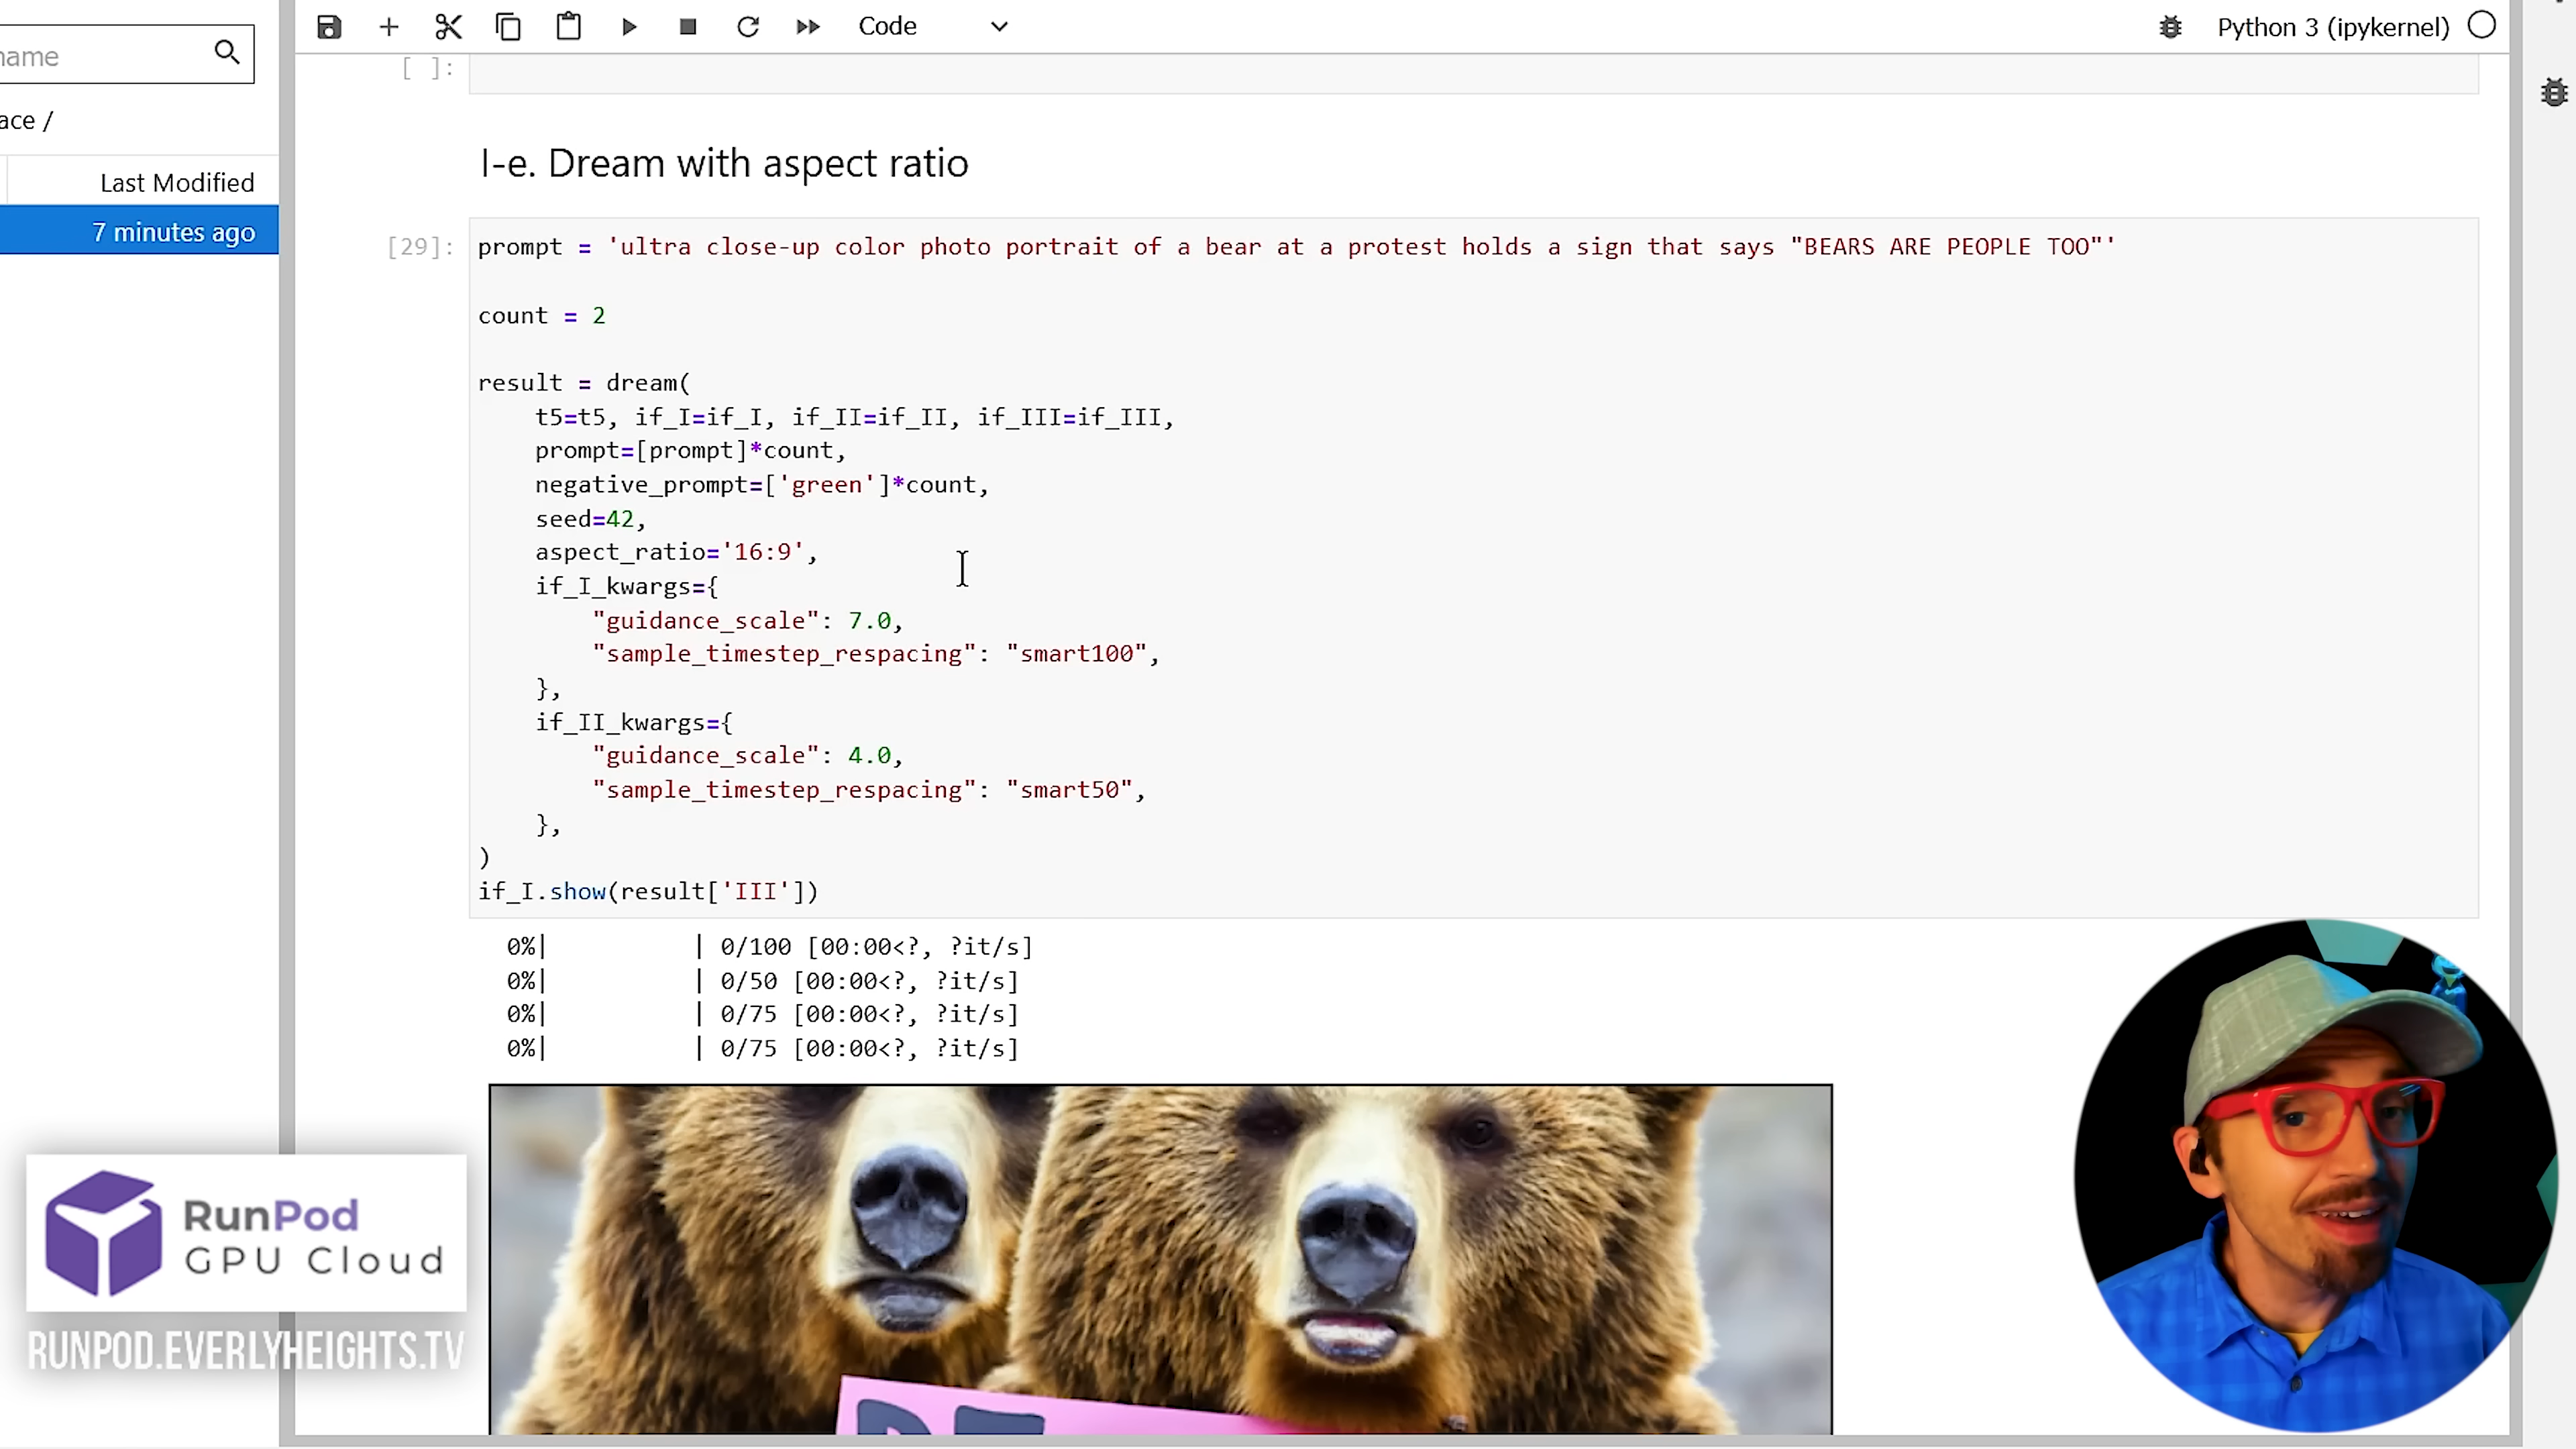 Code
Python 3 (ipykernel)
name
[ ]:
ace /
I-e. Dream with aspect ratio
Last Modified
7 minutes ago
[29]:
prompt = 'ultra close-up color photo portrait of a bear at a protest holds a sign that says "BEARS ARE PEOPLE TOO"'
count = 2
result = dream(
t5=t5, if_I=if_I, if_II=if_II, if_III=if_III,
prompt=[prompt]*count,
negative_prompt=['green']*count,
seed=42,
aspect_ratio='16:9',
if_I_kwargs={
"guidance_scale": 7.0,
"sample_timestep_respacing": "smart100",
},
if_II_kwargs={
"guidance_scale": 4.0,
"sample_timestep_respacing": "smart50",
},
)
if_I.show(result['III'])
0%| | 0/100 [00:00<?, ?it/s]
0%| | 0/50 [00:00<?, ?it/s]
0%| | 0/75 [00:00<?, ?it/s]
0%| | 0/75 [00:00<?, ?it/s]
RunPod
GPU Cloud
RUNPOD.EVERLYHEIGHTS.TV